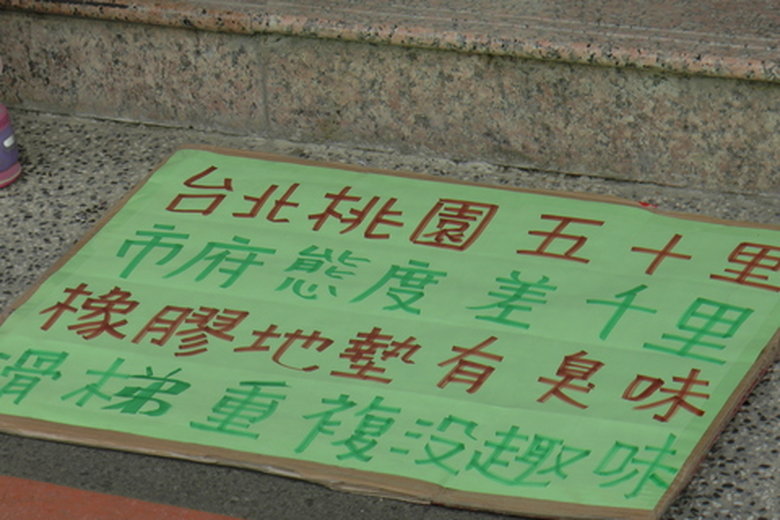 台北桃園五十里
市府態度差千里
橡膠地墊有臭味
滑梯重複沒趣味